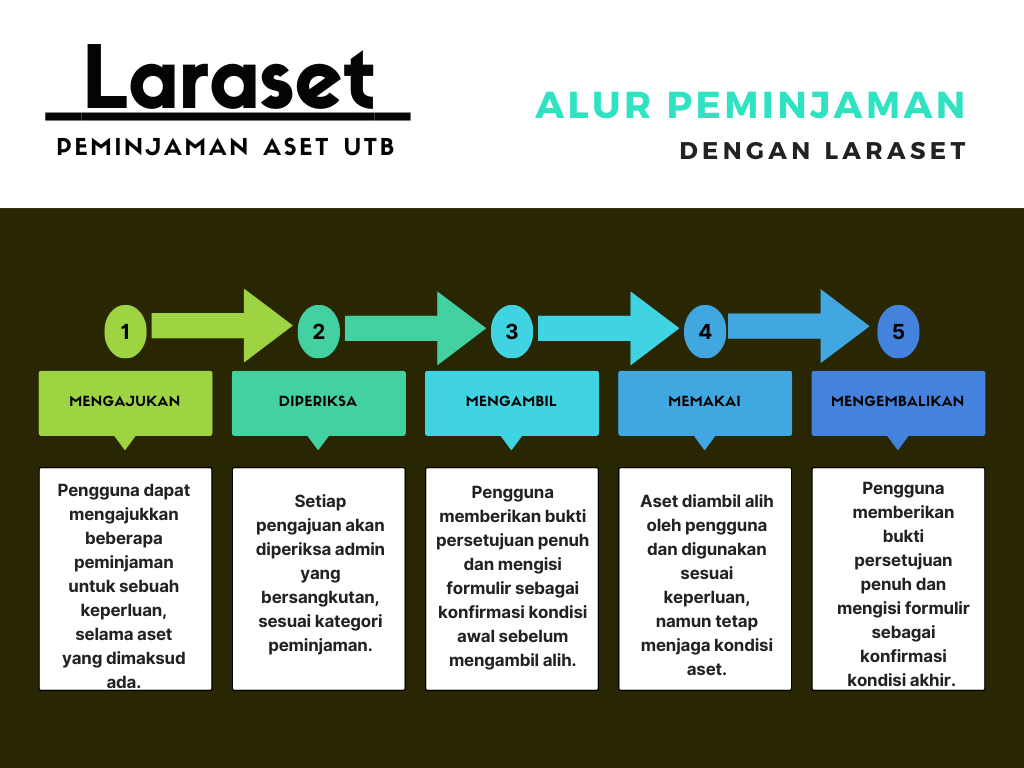 Laraset
PEMINJAMAN ASET UTB
ALUR PEMINJAMAN
DENGAN LARASET
1
2
3
4
5
MENGAJUKAN
DIPERIKSA
MENGAMBIL
MEMAKAI
MENGEMBALIKAN
Pengguna dapat
mengajukkan
beberapa
peminjaman
untuk sebuah
keperluan,
selama aset
yang dimaksud
ada.
Setiap
pengajuan akan
diperiksa admin
yang
bersangkutan,
sesuai kategori
peminjaman.
Pengguna
memberikan bukti
persetujuan penuh
dan mengisi
formulir sebagai
konfirmasi kondisi
awal sebelum
mengambil alih.
Aset diambil alih
oleh pengguna
dan digunakan
sesuai
keperluan,
namun tetap
menjaga kondisi
aset.
Pengguna
memberikan
bukti
persetujuan
penuh dan
mengisi formulir
sebagai
konfirmasi
kondisi akhir.